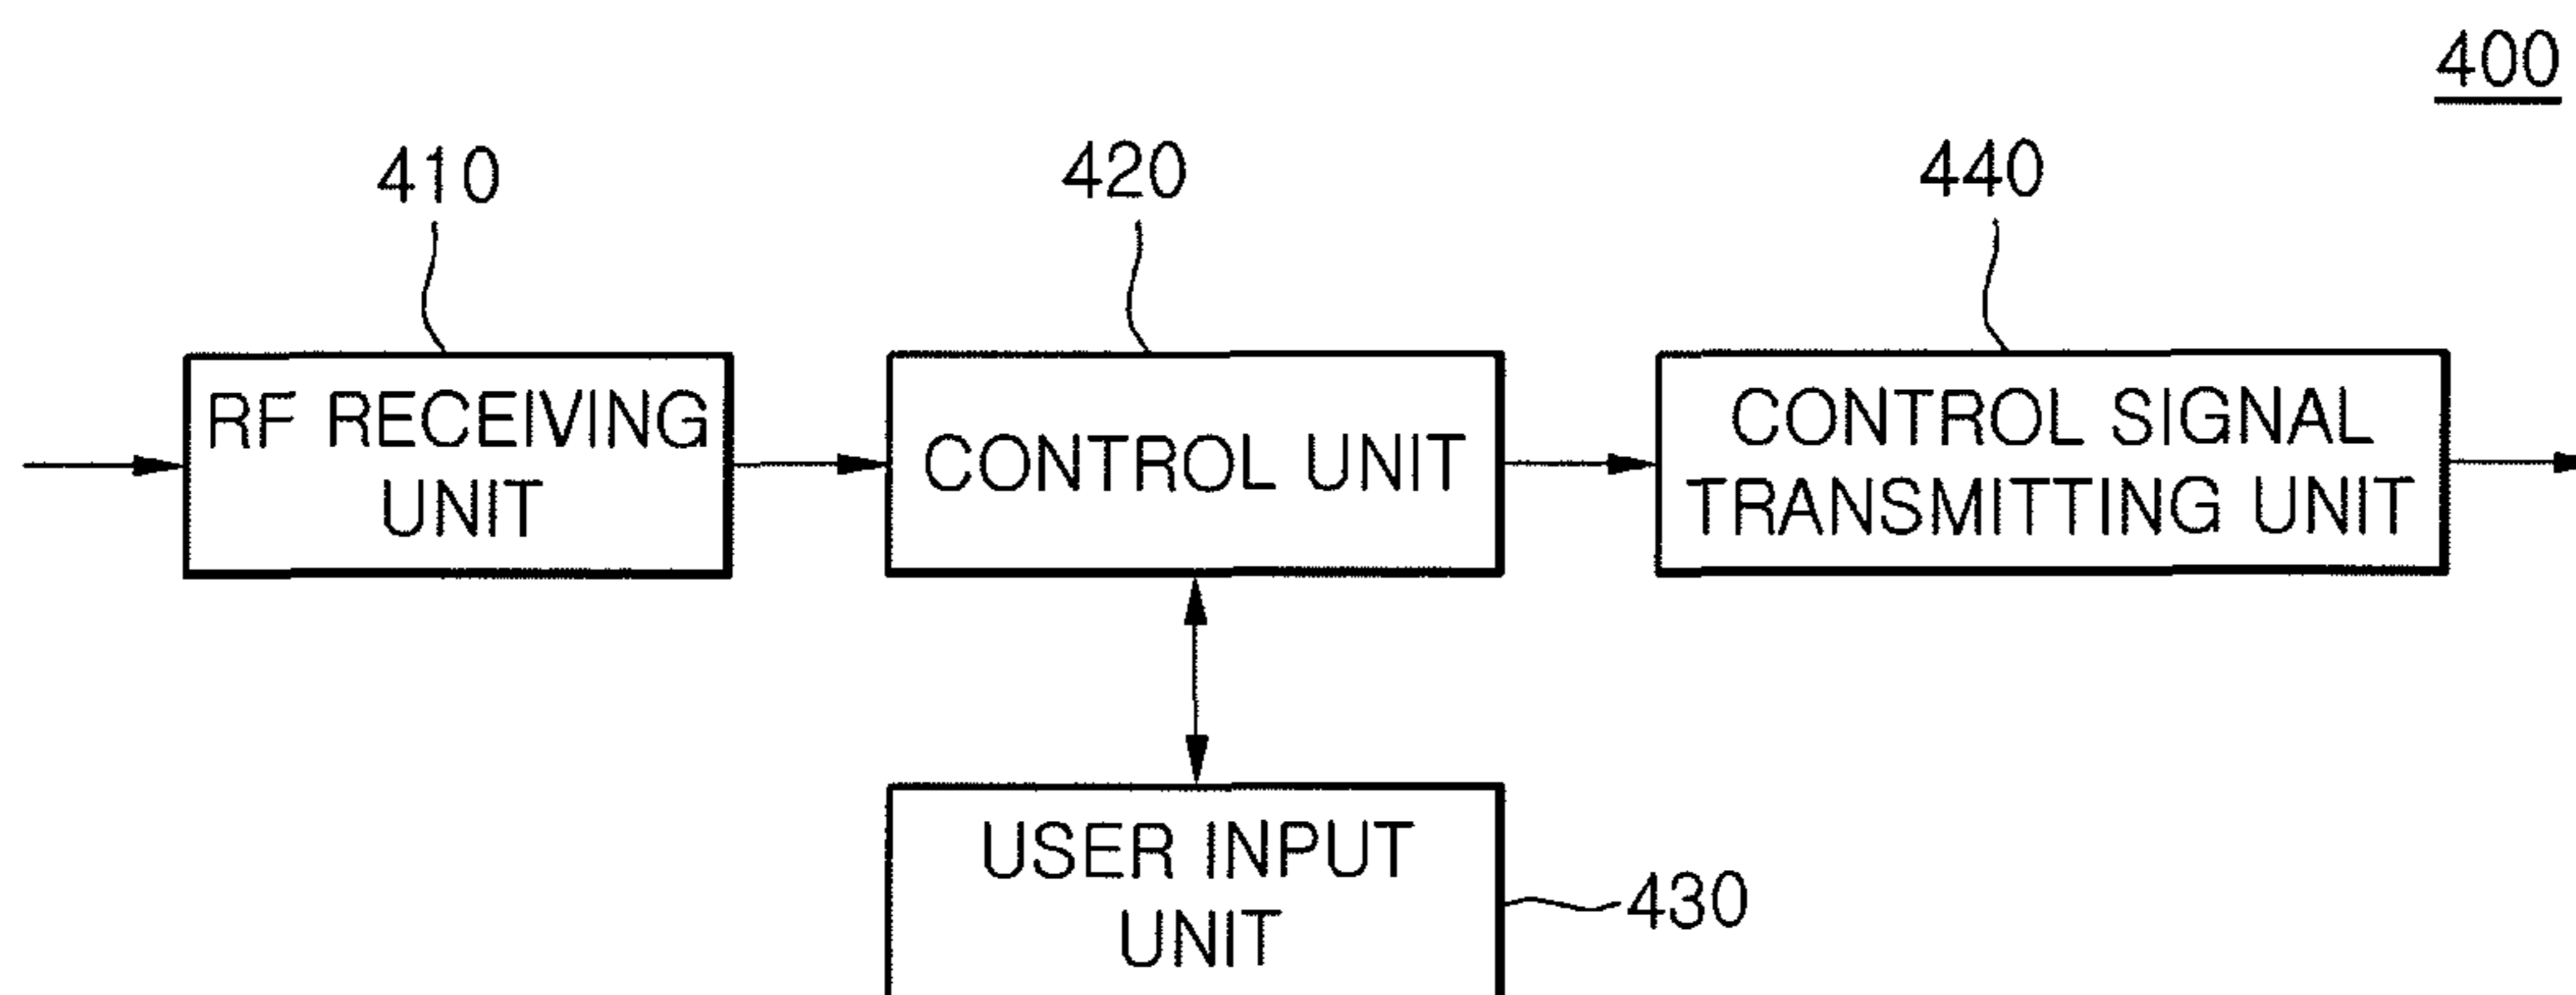 400
410
420
440
RF RECEIVING
UNIT
CONTROL UNIT
CONTROL SIGNAL
TRANSMITTING UNIT
USER INPUT
UNIT
430